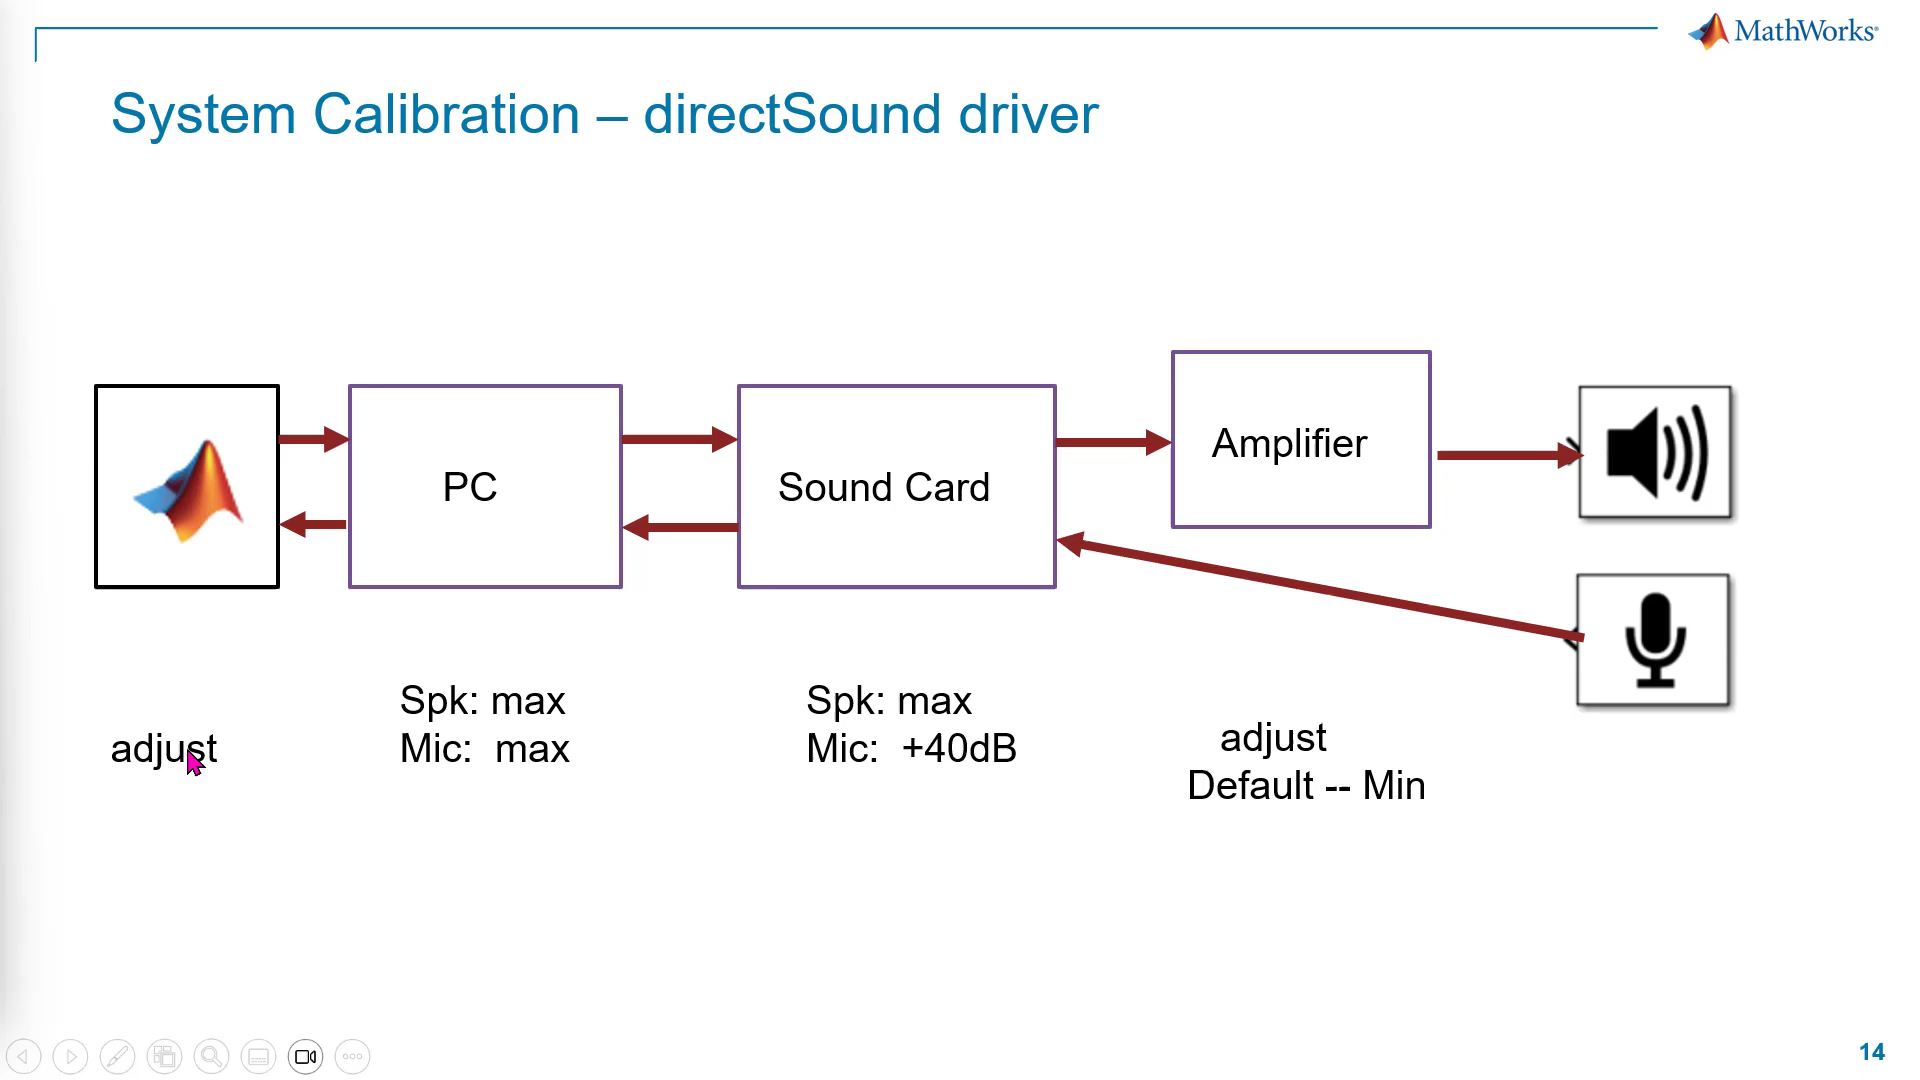 MathWorks®
System Calibration – directSound driver
PC
Sound Card
Amplifier
adjust
Spk: max
Mic: max
Spk: max
Mic: +40dB
adjust
Default -- Min
14